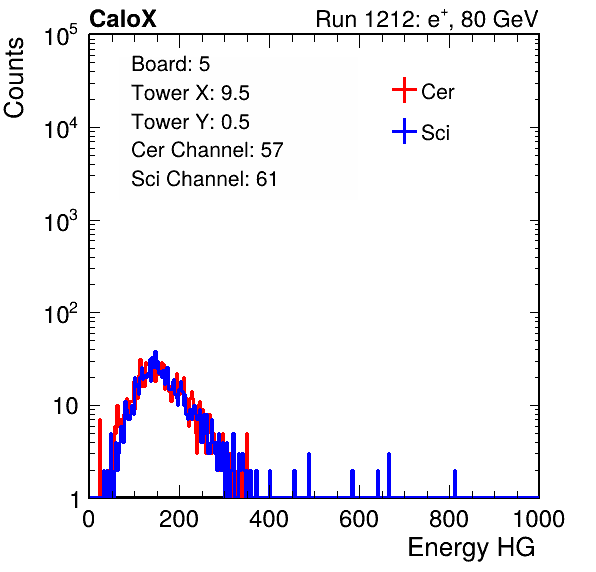 CaloX Run 1212: e⁺, 80 GeV
Counts
Board: 5
Tower X: 9.5
Tower Y: 0.5
Cer Channel: 57
Sci Channel: 61
Cer
Sci
10⁵
10⁴
10³
10²
10
1
0 200 400 600 800 1000
Energy HG